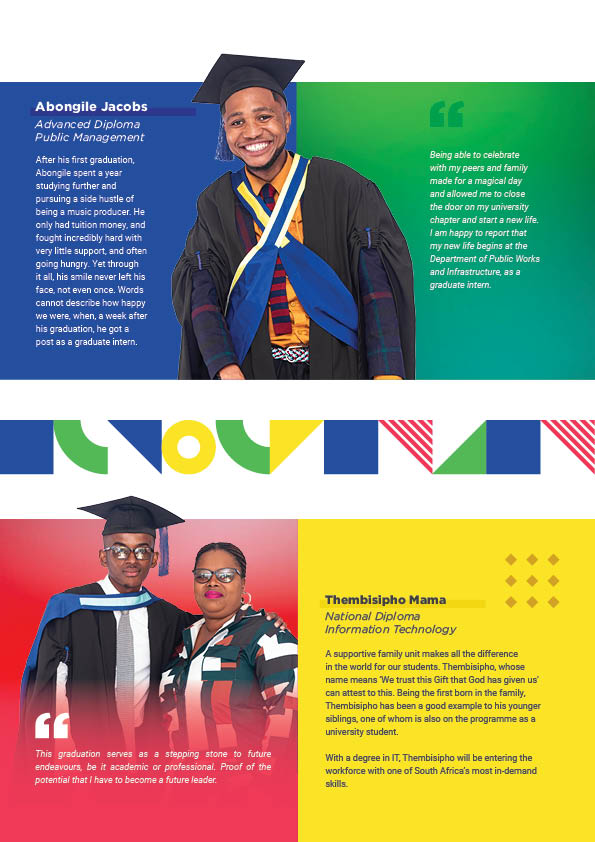 Abongile Jacobs
Advanced Diploma
Public Management
After his first graduation,
Abongile spent a year
studying further and
pursuing a side hustle of
being a music producer. He
only had tuition money, and
fought incredibly hard with
very little support, and often
going hungry. Yet through
it all, his smile never left his
face, not even once. Words
cannot describe how happy
we were, when, a week after
his graduation, he got a
post as a graduate intern.
“
Being able to celebrate
with my peers and family
made for a magical day
and allowed me to close
the door on my university
chapter and start a new life.
I am happy to report that
my new life begins at the
Department of Public Works
and Infrastructure, as a
graduate intern.
“
This graduation serves as a stepping stone to future
endeavours, be it academic or professional. Proof of the
potential that I have to become a future leader.
Thembisipho Mama
National Diploma
Information Technology
A supportive family unit makes all the difference
in the world for our students. Thembisipho, whose
name means ‘We trust this Gift that God has given us’
can attest to this. Being the first born in the family,
Thembisipho has been a good example to his younger
siblings, one of whom is also on the programme as a
university student.
With a degree in IT, Thembisipho will be entering the
workforce with one of South Africa’s most in-demand
skills.